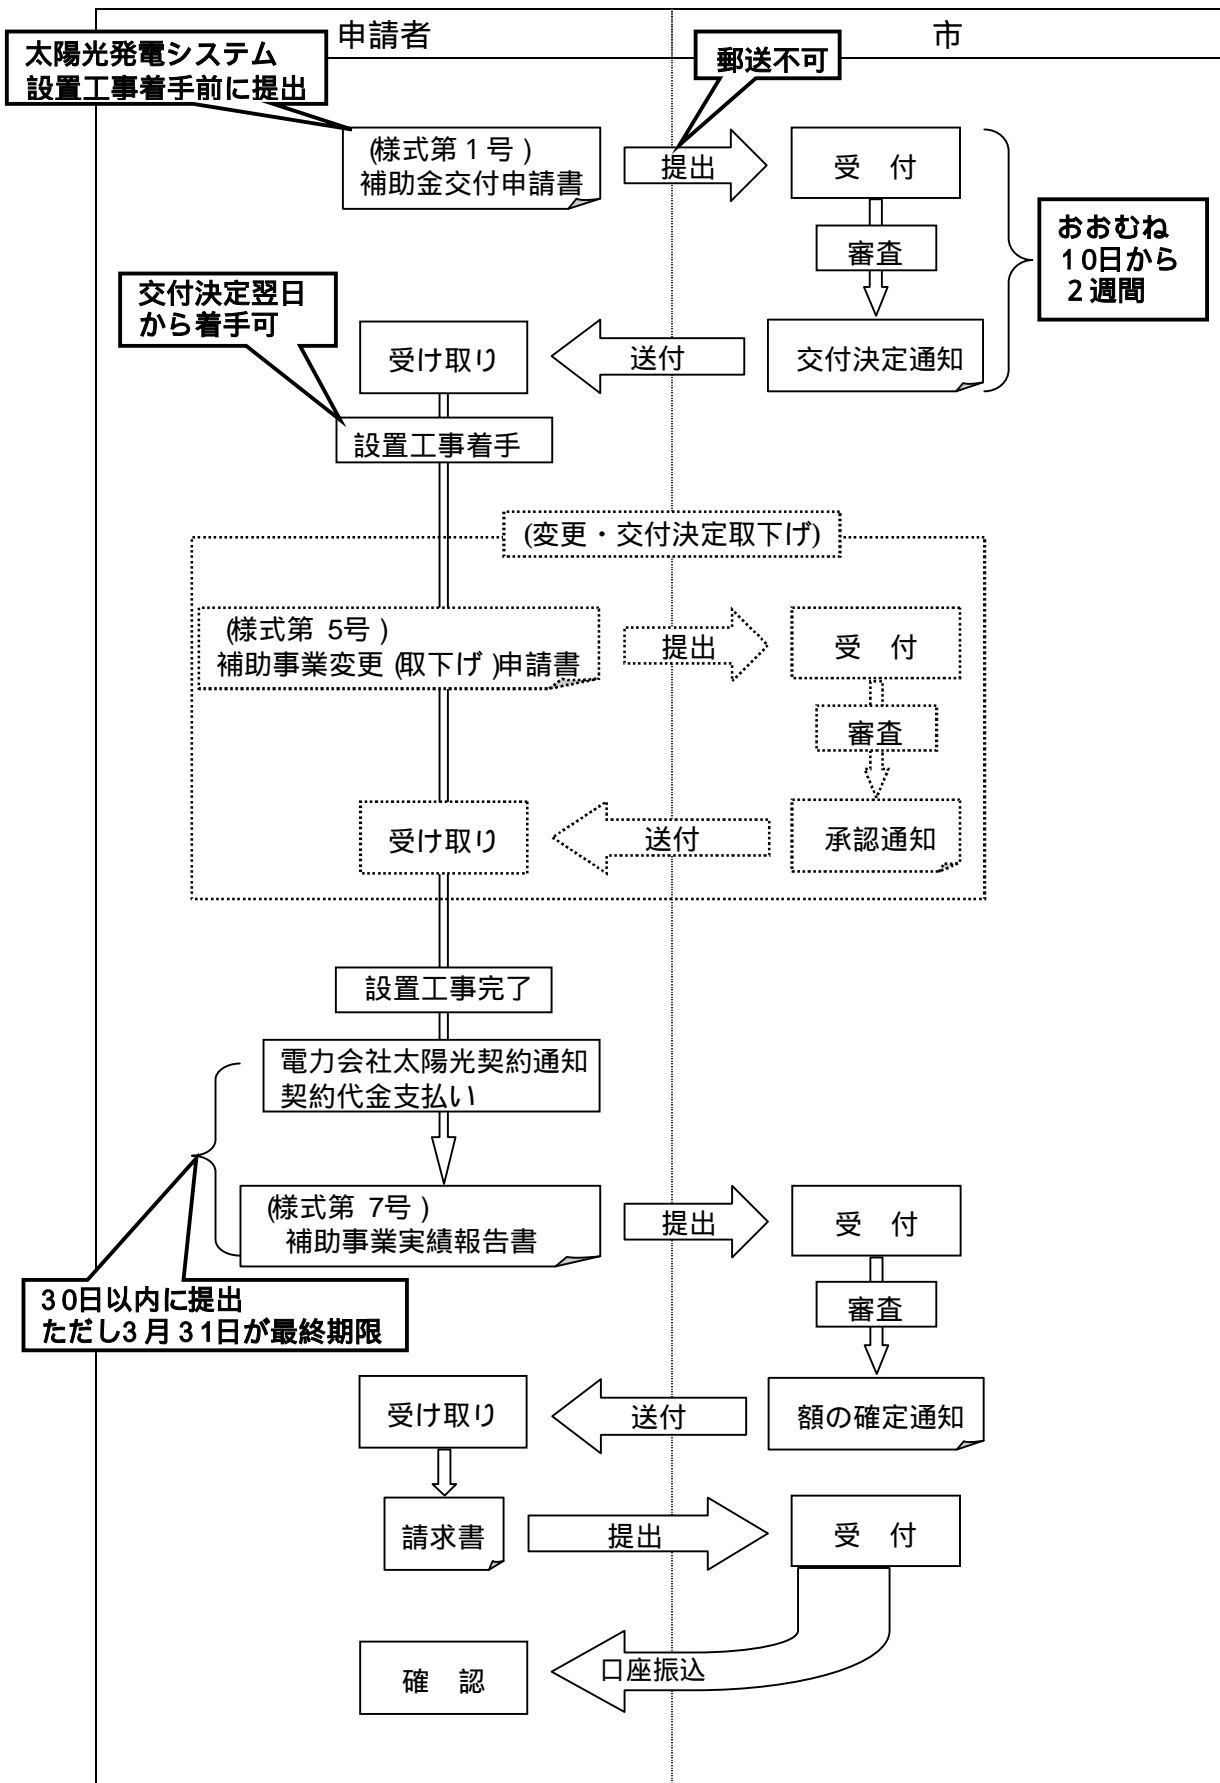 申請者
市
太陽光発電システム
設置工事着手前に提出
郵送不可
(様式第１号)
補助金交付申請書
提出
受　付
審査
おおむね
10日から
2週間
交付決定翌日
から着手可
受け取り
送付
交付決定通知
設置工事着手
(変更・交付決定取下げ)
(様式第 5号)
補助事業変更(取下げ)申請書
提出
受　付
審査
受け取り
送付
承認通知
設置工事完了
電力会社太陽光契約通知
契約代金支払い
(様式第 7号)
補助事業実績報告書
提出
受　付
30日以内に提出
ただし3月31日が最終期限
審査
受け取り
送付
額の確定通知
請求書
提出
受　付
確　認
口座振込